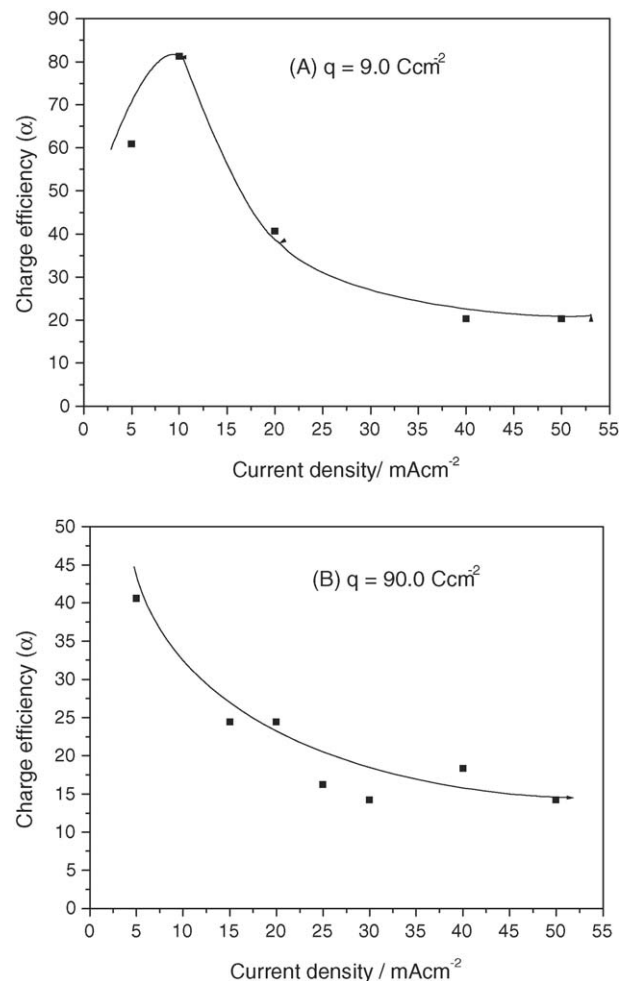 90
80
70
60
50
40
30
20
10
0
Charge efficiency (α)
(A) q = 9.0 Ccm⁻²
0 5 10 15 20 25 30 35 40 45 50 55
Current density/ mAcm⁻²
50
45
40
35
30
25
20
15
10
5
0
Charge efficiency (α)
(B) q = 90.0 Ccm⁻²
0 5 10 15 20 25 30 35 40 45 50 55
Current density / mAcm⁻²